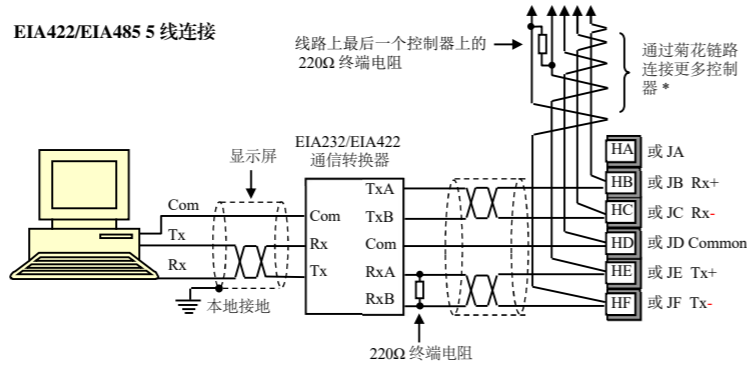 EIA422/EIA485 5 线连接
线路上最后一个控制器上的
220Ω 终端电阻
通过菊花链路
连接更多控制
器 *
EIA232/EIA422
通信转换器
显示屏
Com
Tx
Rx
本地接地
Com
Rx
Tx
TxA
TxB
Com
RxA
RxB
220Ω 终端电阻
HA 或 JA
HB 或 JB Rx+
HC 或 JC Rx-
HD 或 JD Common
HE 或 JE Tx+
HF 或 JF Tx-